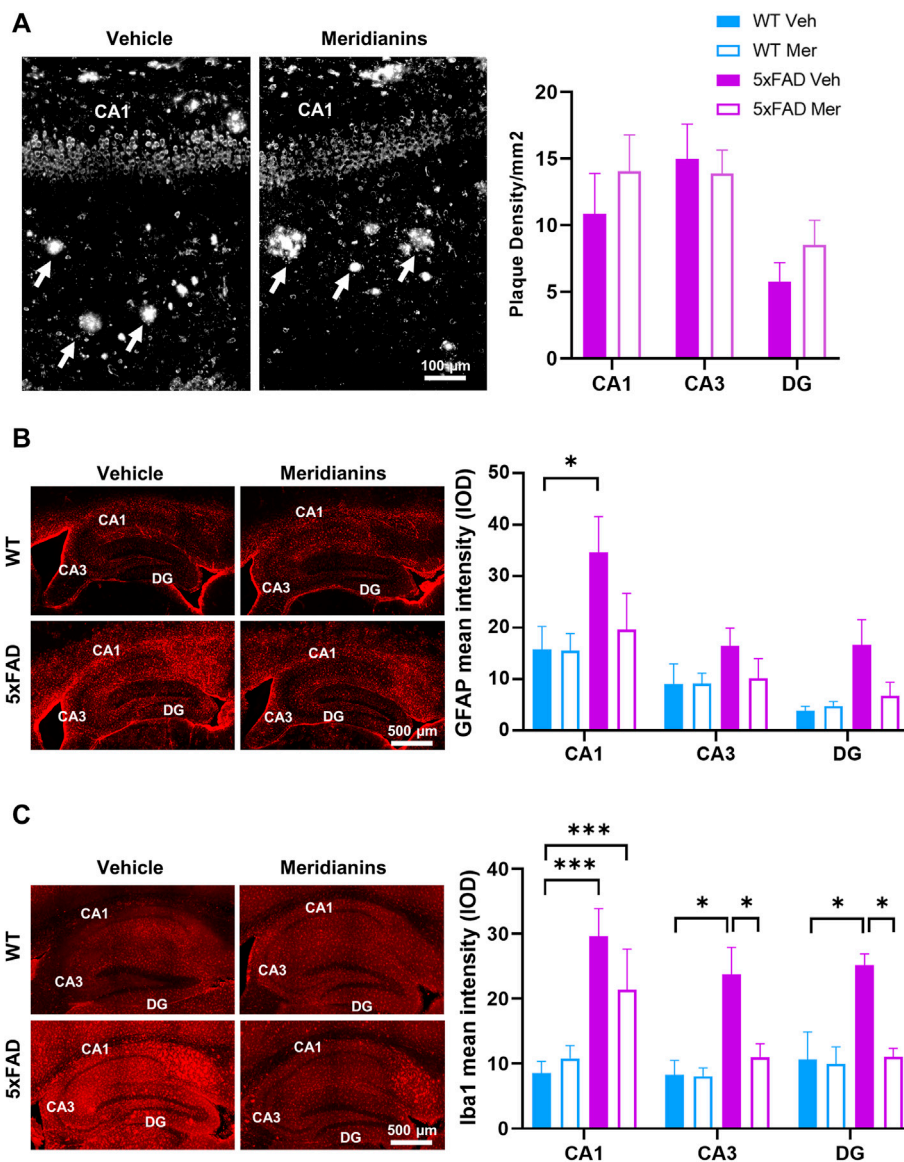 A
Vehicle
Meridianins
CA1
CA1
100 µm
WT Veh
WT Mer
5xFAD Veh
5xFAD Mer
Plaque Density/mm2
20
15
10
5
0
CA1
CA3
DG
B
Vehicle
Meridianins
WT
5xFAD
CA1
CA3
DG
CA1
CA3
DG
CA1
CA3
DG
CA1
CA3
DG
500 µm
GFAP mean intensity (IOD)
50
40
30
20
10
0
*
CA1
CA3
DG
C
Vehicle
Meridianins
WT
5xFAD
CA1
CA3
DG
CA1
CA3
DG
CA1
CA3
DG
CA1
CA3
DG
500 µm
Iba1 mean intensity (IOD)
40
30
20
10
0
***
***
*
*
*
*
CA1
CA3
DG